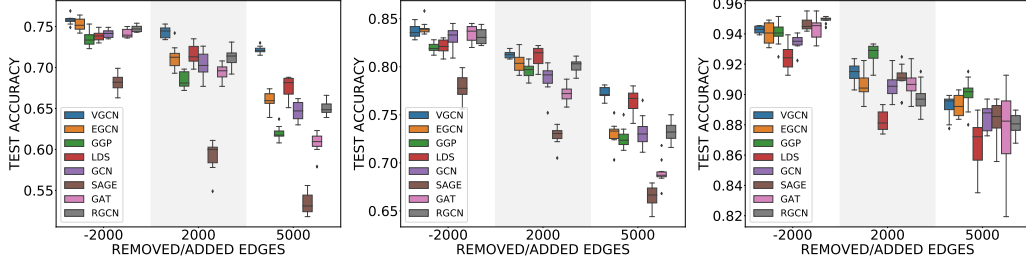 TEST ACCURACY
0.75
0.70
0.65
0.60
0.55
VGCN
EGCN
GGP
LDS
GCN
SAGE
GAT
RGCN
-2000 2000 5000
REMOVED/ADDED EDGES
TEST ACCURACY
0.85
0.80
0.75
0.70
0.65
VGCN
EGCN
GGP
LDS
GCN
SAGE
GAT
RGCN
-2000 2000 5000
REMOVED/ADDED EDGES
TEST ACCURACY
0.96
0.94
0.92
0.90
0.88
0.86
0.84
0.82
VGCN
EGCN
GGP
LDS
GCN
SAGE
GAT
RGCN
-2000 2000 5000
REMOVED/ADDED EDGES